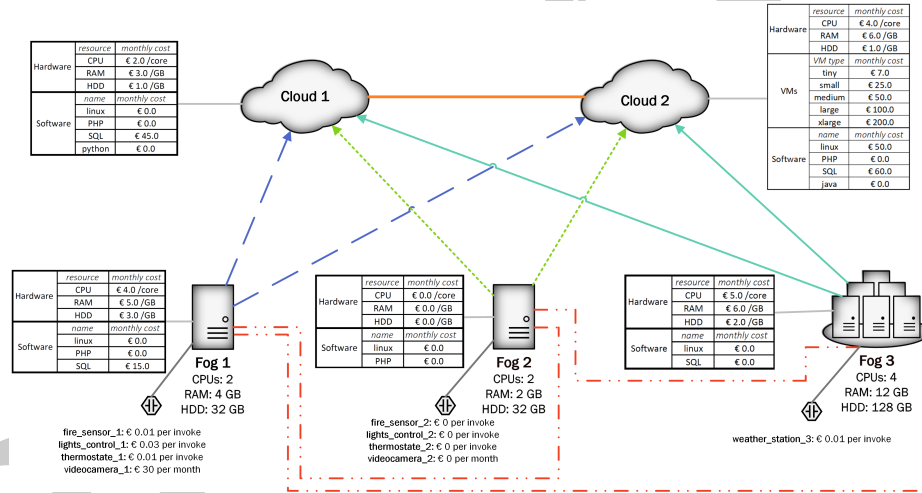 resource monthly cost
Hardware
CPU € 2.0 /core
RAM € 3.0 /GB
HDD € 1.0 /GB
name monthly cost
Software
linux € 0.0
PHP € 0.0
SQL € 45.0
python € 0.0
Cloud 1
Cloud 2
resource monthly cost
Hardware
CPU € 4.0 /core
RAM € 6.0 /GB
HDD € 1.0 /GB
VM type monthly cost
VMs
tiny € 7.0
small € 25.0
medium € 50.0
large € 100.0
xlarge € 200.0
name monthly cost
Software
linux € 50.0
PHP € 0.0
SQL € 60.0
java € 0.0
resource monthly cost
Hardware
CPU € 4.0 /core
RAM € 5.0 /GB
HDD € 3.0 /GB
name monthly cost
Software
linux € 0.0
PHP € 0.0
SQL € 15.0
Fog 1
CPUs: 2
RAM: 4 GB
HDD: 32 GB
fire_sensor_1: € 0.01 per invoke
lights_control_1: € 0.03 per invoke
thermostate_1: € 0.01 per invoke
videocamera_1: € 30 per month
resource monthly cost
Hardware
CPU € 0.0 /core
RAM € 0.0 /GB
HDD € 0.0 /GB
name monthly cost
Software
linux € 0.0
PHP € 0.0
Fog 2
CPUs: 2
RAM: 2 GB
HDD: 32 GB
fire_sensor_2: € 0 per invoke
lights_control_2: € 0 per invoke
thermostate_2: € 0 per invoke
videocamera_2: € 0 per month
resource monthly cost
Hardware
CPU € 5.0 /core
RAM € 6.0 /GB
HDD € 2.0 /GB
name monthly cost
Software
linux € 0.0
SQL € 0.0
Fog 3
CPUs: 4
RAM: 12 GB
HDD: 128 GB
weather_station_3: € 0.01 per invoke